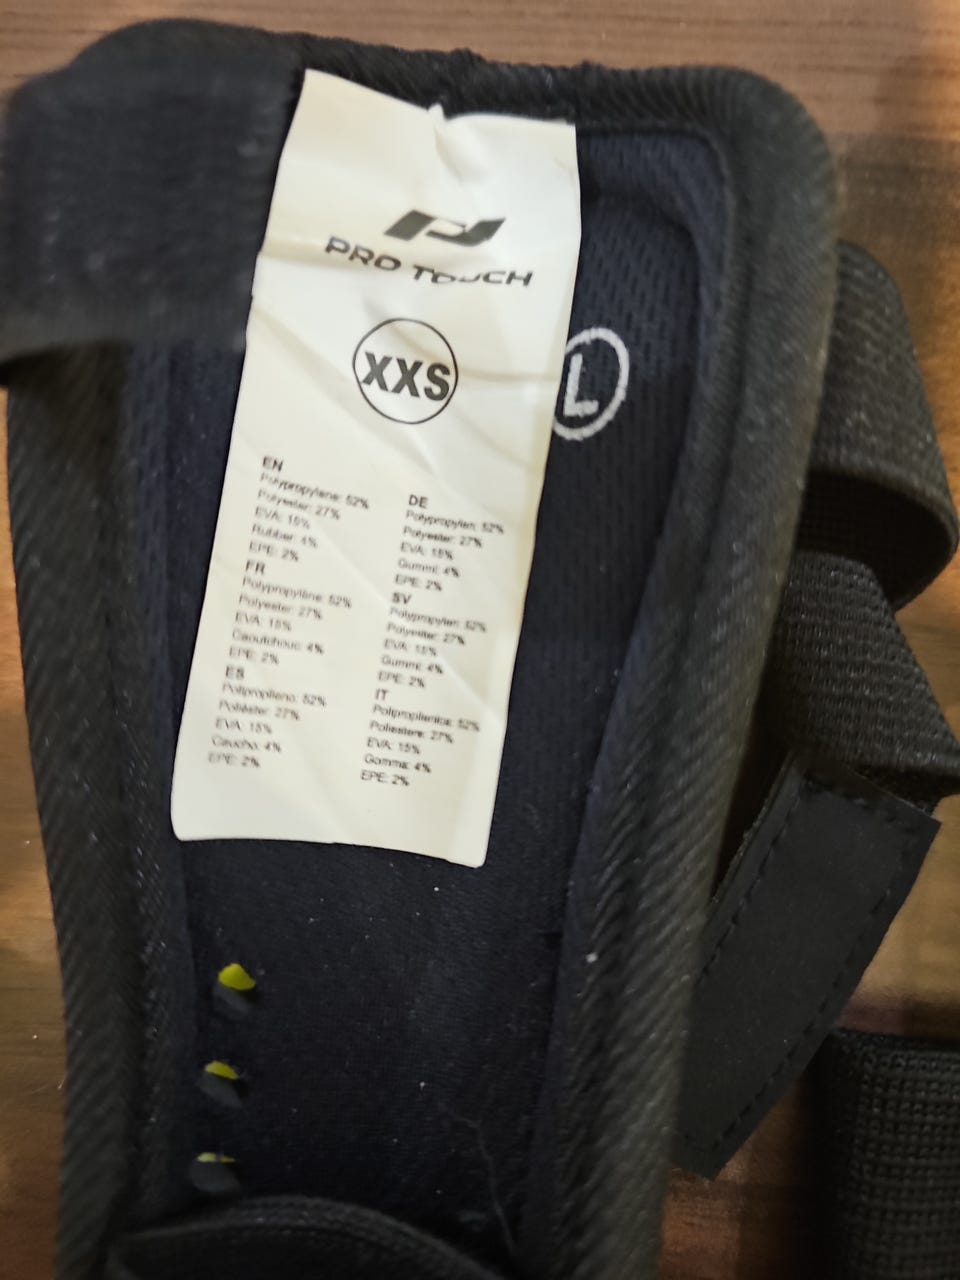 PRO TOUCH
XXS
L
EN
Polypropylene: 52%
Polyester: 27%
EVA: 15%
Rubber: 4%
EPE: 2%
FR
Polypropylène: 52%
Polyester: 27%
EVA: 15%
Caoutchouc: 4%
EPE: 2%
ES
Polipropileno: 52%
Poliéster: 27%
EVA: 15%
Caucho: 4%
EPE: 2%
DE
Polypropylen: 52%
Polyester: 27%
EVA: 15%
Gummi: 4%
EPE: 2%
SV
Polypropylen: 52%
Polyester: 27%
EVA: 15%
Gummi: 4%
EPE: 2%
IT
Polipropilenica: 52%
Poliestere: 27%
EVA: 15%
Gomma: 4%
EPE: 2%